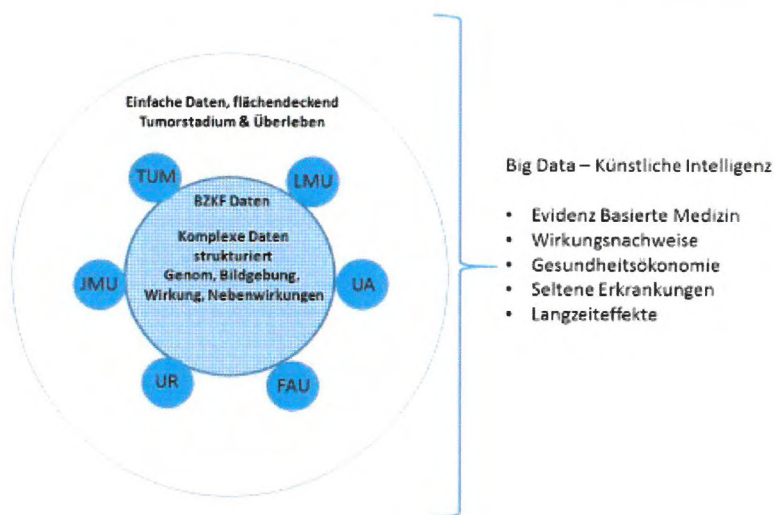 Einfache Daten, flächendeckend
Tumorstadium & Überleben
TUM
LMU
BZKF Daten
Komplexe Daten
strukturiert
Genom, Bildgebung,
Wirkung, Nebenwirkungen
JMU
UA
UR
FAU
Big Data – Künstliche Intelligenz
• Evidenz Basierte Medizin
• Wirkungsnachweise
• Gesundheitsökonomie
• Seltene Erkrankungen
• Langzeiteffekte